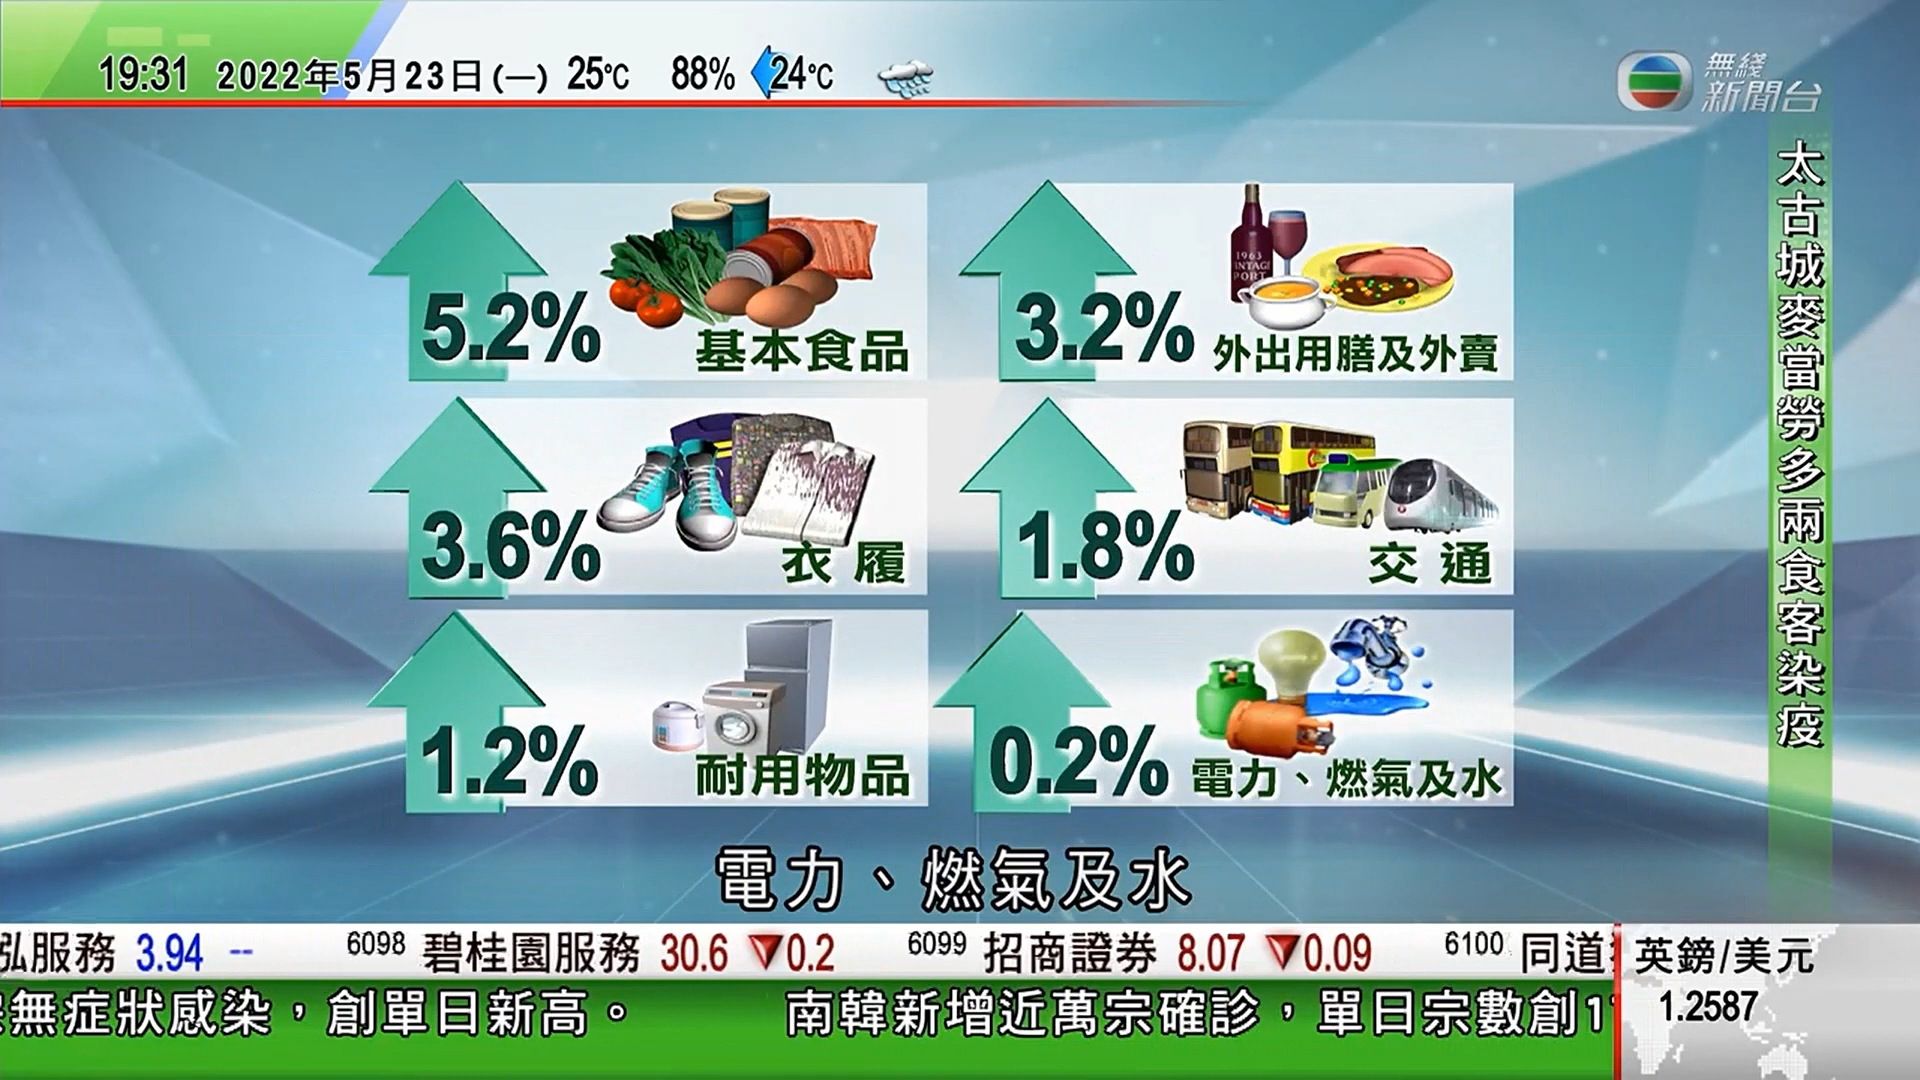 19:31 2022年5月23日(一) 25℃ 88% 24℃
無綫
新聞台
太古城麥當勞多兩食客染疫
5.2% 基本食品
1963
VINTAGE
PORT
3.2% 外出用膳及外賣
3.6% 衣履
1.8% 交通
1.2% 耐用物品
0.2% 電力、燃氣及水
電力、燃氣及水
泓服務 3.94 -- 6098 碧桂園服務 30.6 ▼0.2 6099 招商證券 8.07 ▼0.09 6100 同道
無症狀感染，創單日新高。 南韓新增近萬宗確診，單日宗數創1
英鎊/美元
1.2587